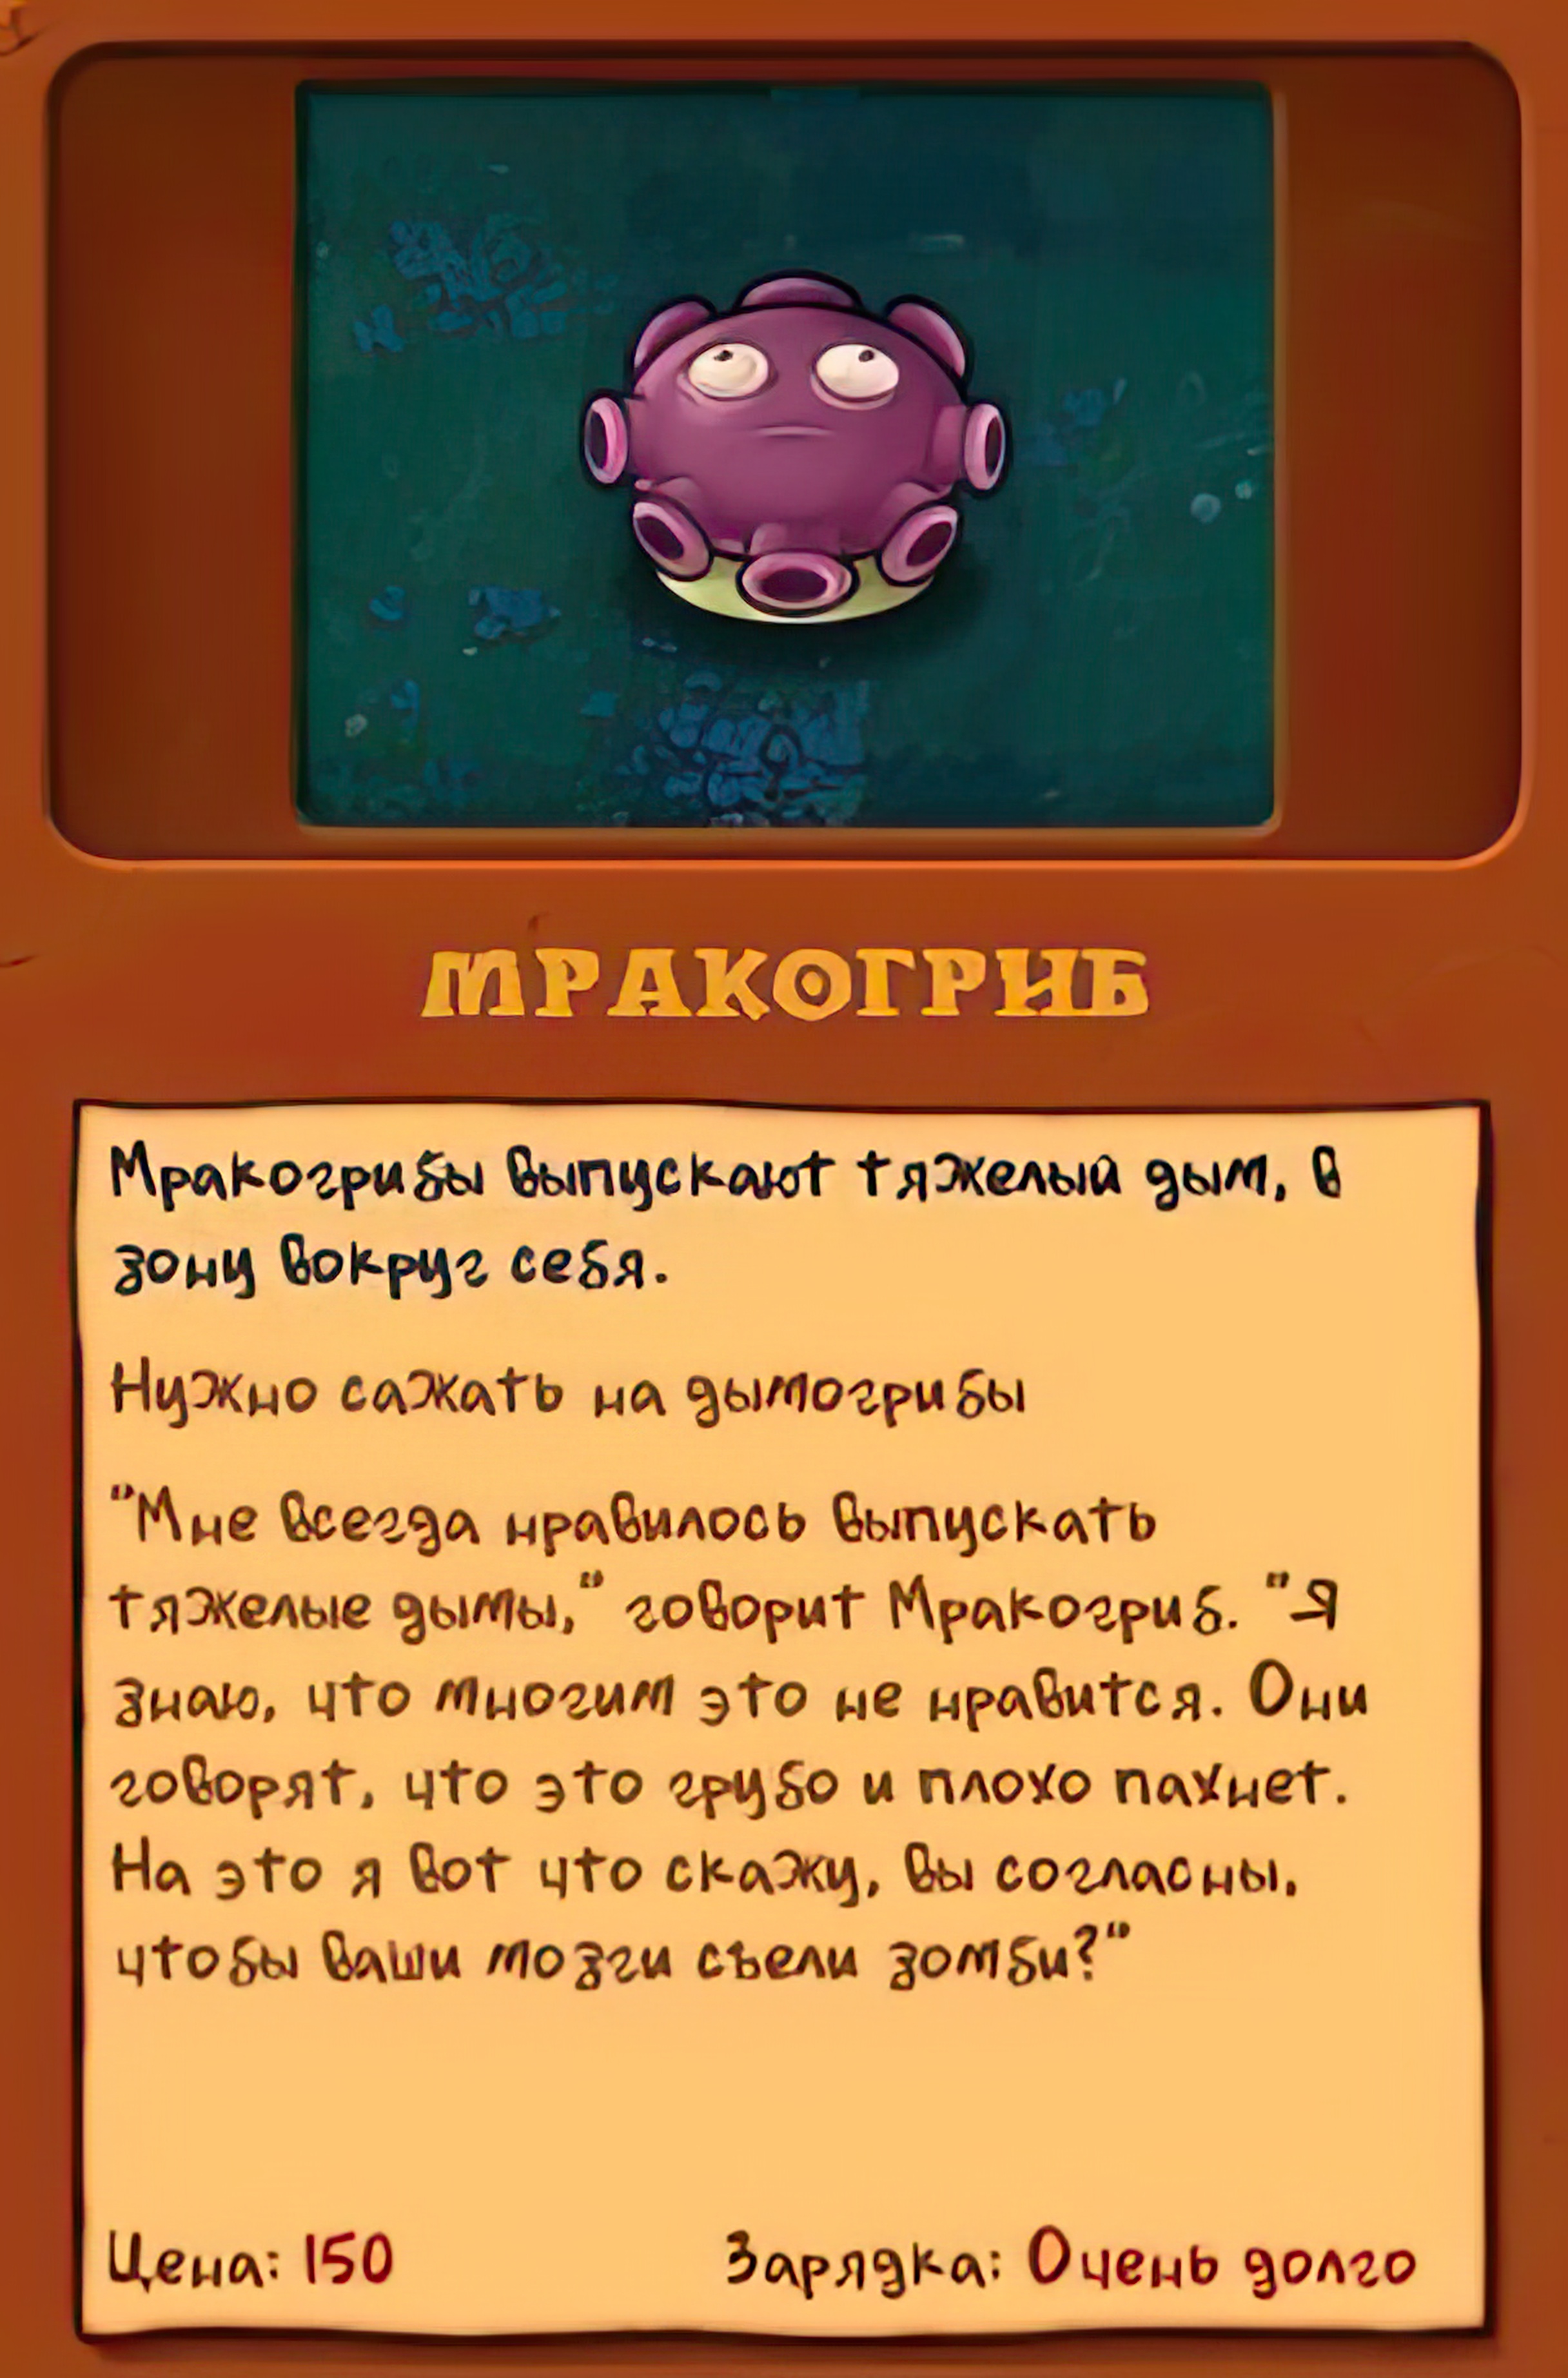 МРАКОГРИБ
Мракогрибы выпускают тяжелый дым, в
зону вокруг себя.
Нужно сажать на дымогрибы
"Мне всегда нравилось выпускать
тяжелые дымы," говорит Мракогриб. "Я
знаю, что многим это не нравится. Они
говорят, что это грубо и плохо пахнет.
На это я вот что скажу, вы согласны,
чтобы ваши мозги съели зомби?"
Цена: 150 Зарядка: Очень долго